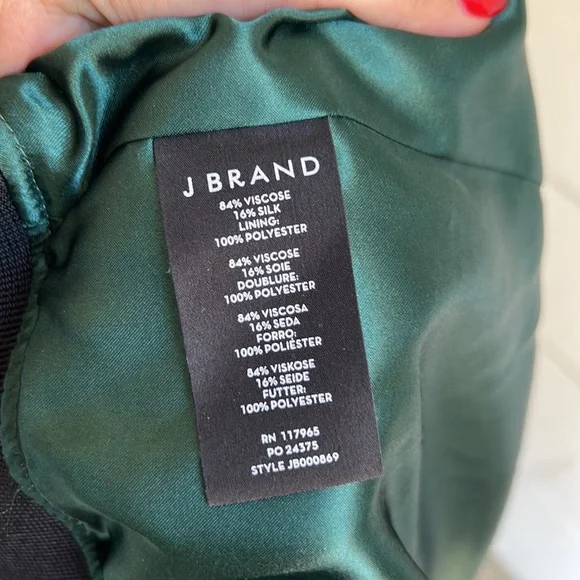 J BRAND
84% VISCOSE
16% SILK
LINING:
100% POLYESTER
84% VISCOSE
16% SOIE
DOUBLURE:
100% POLYESTER
84% VISCOSA
16% SEDA
FORRO:
100% POLIÉSTER
84% VISKOSE
16% SEIDE
FUTTER:
100% POLYESTER
RN 117965
PO 24375
STYLE JB000869